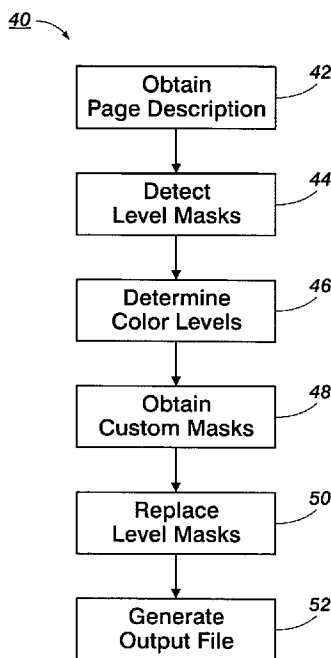 40
Obtain
Page Description
42
Detect
Level Masks
44
Determine
Color Levels
46
Obtain
Custom Masks
48
Replace
Level Masks
50
Generate
Output File
52